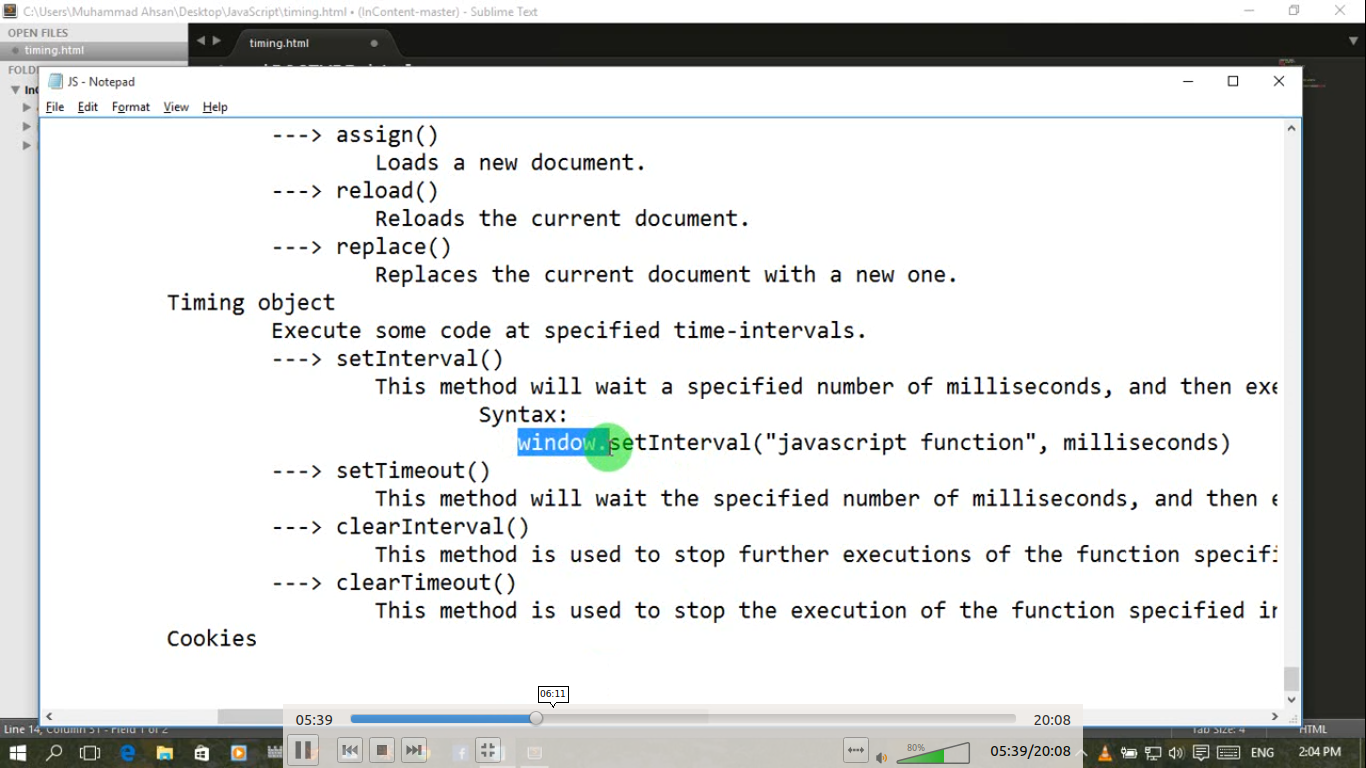 C:\Users\Muhammad Ahsan\Desktop\JavaScript\timing.html • (InContent-master) - Sublime Text
OPEN FILES
timing.html
timing.html
FOLD
JS - Notepad
InC
File Edit Format View Help
---> assign()
Loads a new document.
---> reload()
Reloads the current document.
---> replace()
Replaces the current document with a new one.
Timing object
Execute some code at specified time-intervals.
---> setInterval()
This method will wait a specified number of milliseconds, and then exe
Syntax:
window.setInterval("javascript function", milliseconds)
---> setTimeout()
This method will wait the specified number of milliseconds, and then e
---> clearInterval()
This method is used to stop further executions of the function specifi
---> clearTimeout()
This method is used to stop the execution of the function specified in
Cookies
06:11
05:39 20:08
Line 14, Column 51 - Field 1 of 2
Tab Size: 4 HTML
80% 05:39/20:08
ENG 2:04 PM